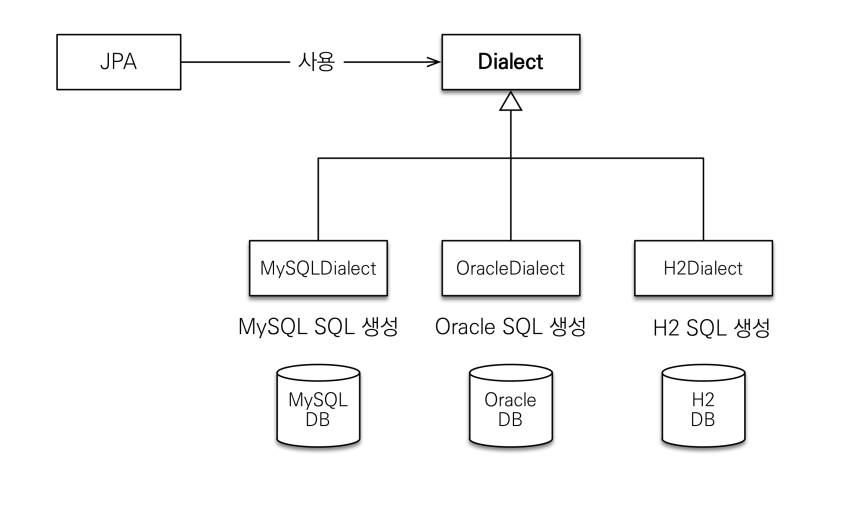 JPA
사용
Dialect
MySQLDialect
OracleDialect
H2Dialect
MySQL SQL 생성
Oracle SQL 생성
H2 SQL 생성
MySQL
DB
Oracle
DB
H2
DB